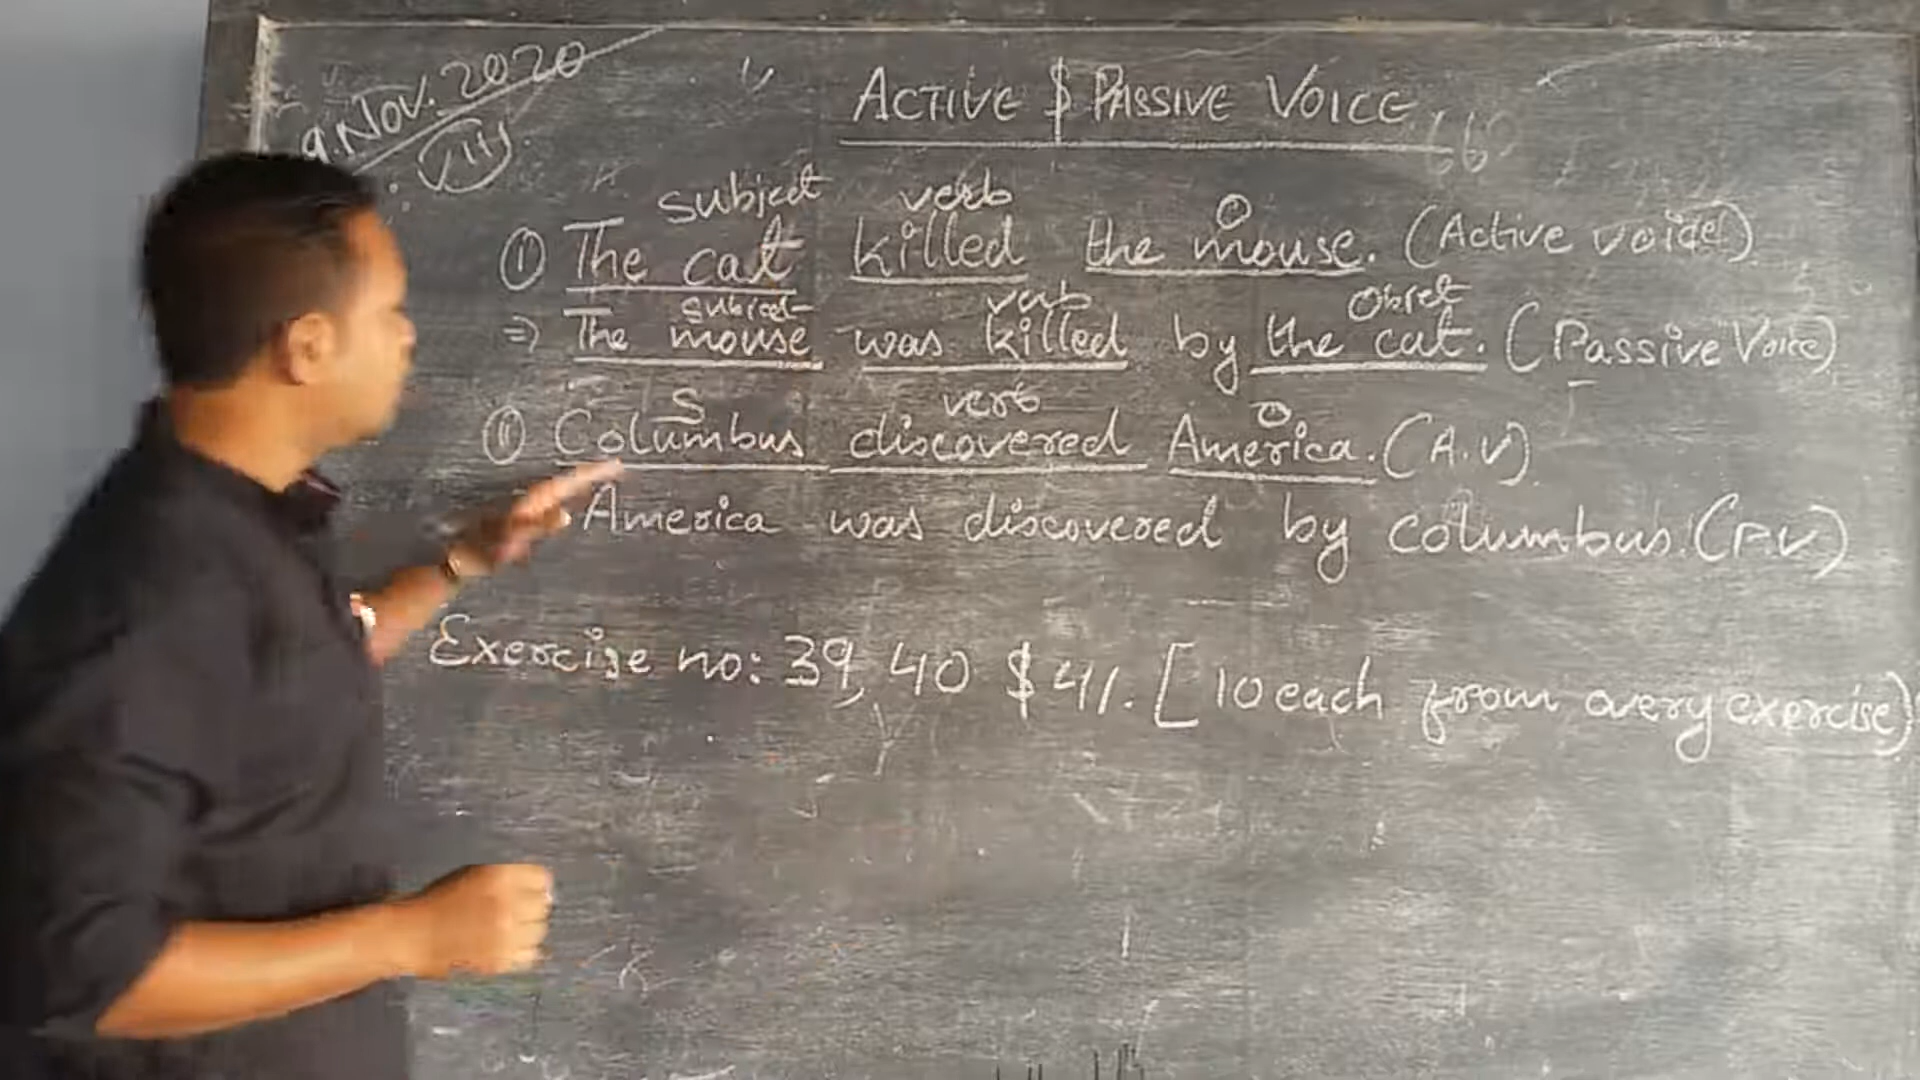 9.Nov.2020
VIII
ACTIVE $ PASSIVE VOICE
subject verb O
① The cat killed the mouse. (Active voice)
subject verb Object
⇒ The mouse was killed by the cat. (Passive Voice)
S verb O
② Columbus discovered America. (A.V)
America was discovered by columbus. (P.V)
Exercise no: 39, 40 $ 41. [10 each from every exercise)